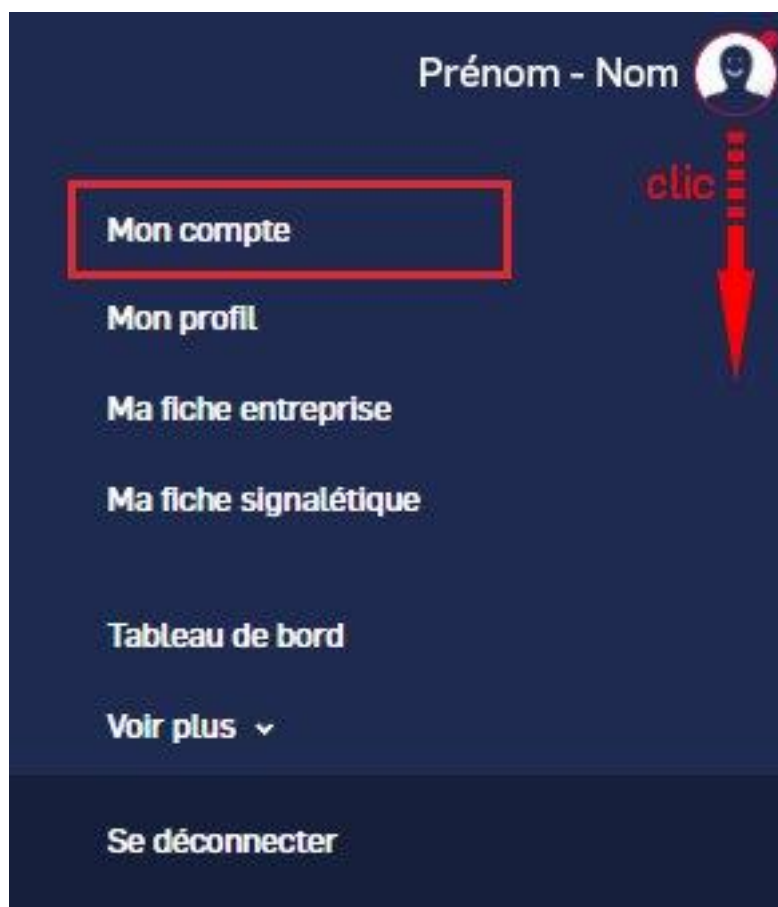 Prénom - Nom
clic
Mon compte
Mon profil
Ma fiche entreprise
Ma fiche signalétique
Tableau de bord
Voir plus
Se déconnecter